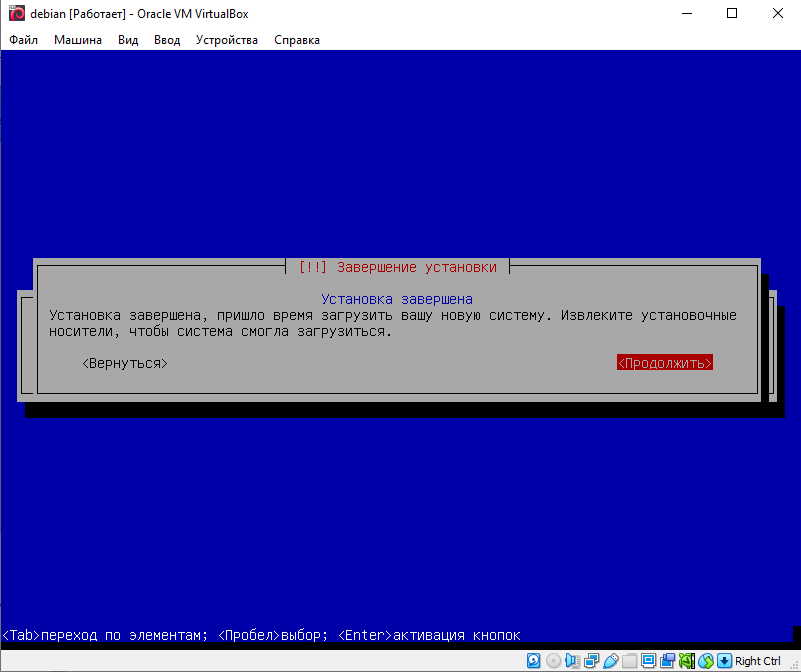 debian [Работает] - Oracle VM VirtualBox
Файл Машина Вид Ввод Устройства Справка
[!!] Завершение установки
Установка завершена
Установка завершена, пришло время загрузить вашу новую систему. Извлеките установочные
носители, чтобы система смогла загрузиться.
<Вернуться> <Продолжить>
<Tab>переход по элементам; <Пробел>выбор; <Enter>активация кнопок
Right Ctrl